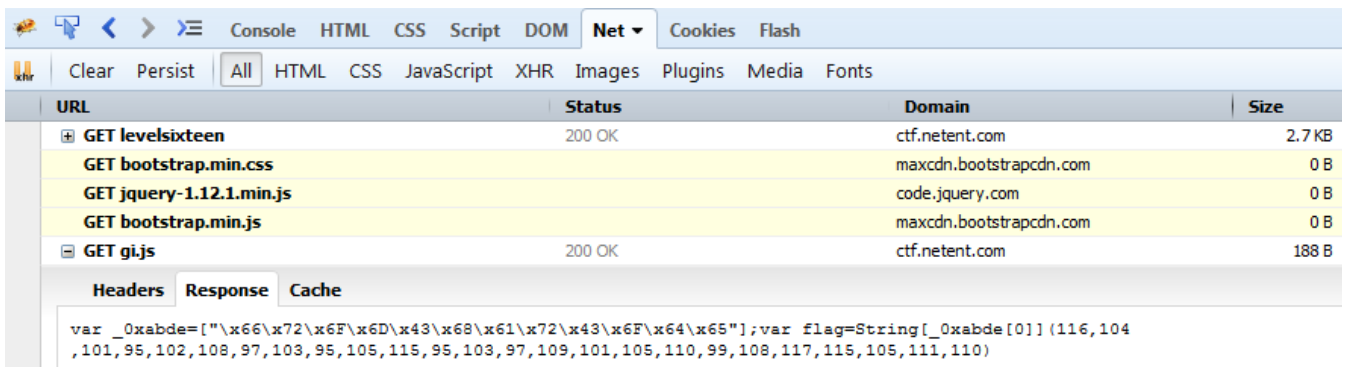 Console HTML CSS Script DOM Net Cookies Flash
xhr Clear Persist All HTML CSS JavaScript XHR Images Plugins Media Fonts
URL Status Domain Size
GET levelsixteen 200 OK ctf.netent.com 2.7 KB
GET bootstrap.min.css maxcdn.bootstrapcdn.com 0 B
GET jquery-1.12.1.min.js code.jquery.com 0 B
GET bootstrap.min.js maxcdn.bootstrapcdn.com 0 B
GET gi.js 200 OK ctf.netent.com 188 B
Headers Response Cache
var _0xabde=["\x66\x72\x6F\x6D\x43\x68\x61\x72\x43\x6F\x64\x65"];var flag=String[_0xabde[0]](116,104
,101,95,102,108,97,103,95,105,115,95,103,97,109,101,105,110,99,108,117,115,105,111,110)